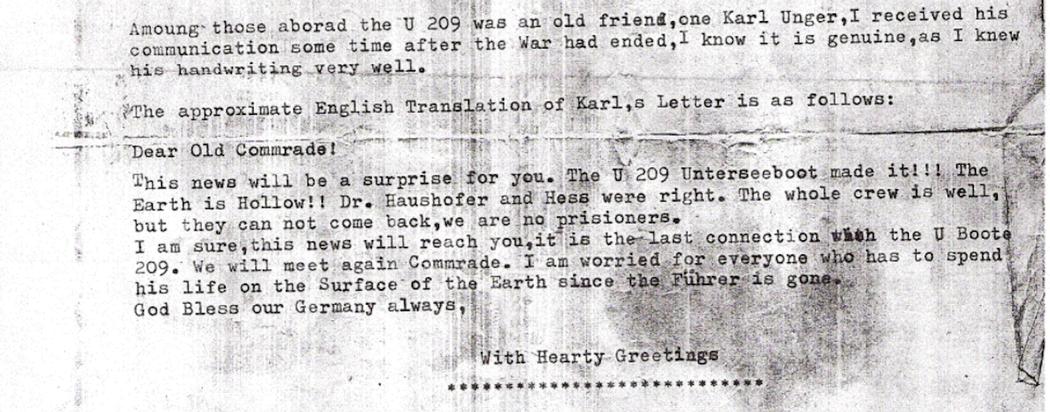 Amoung those aborad the U 209 was an old friend,one Karl Unger,I received his
communication some time after the War had ended,I know it is genuine,as I knew
his handwriting very well.
The approximate English Translation of Karl,s Letter is as follows:
Dear Old Commrade!
This news will be a surprise for you. The U 209 Unterseeboot made it!!! The
Earth is Hollow!! Dr. Haushofer and Hess were right. The whole crew is well,
but they can not come back,we are no prisioners.
I am sure,this news will reach you,it is the last connection with the U Boote
209. We will meet again Commrade. I am worried for everyone who has to spend
his life on the Surface of the Earth since the Führer is gone.
God Bless our Germany always,
With Hearty Greetings
****************************